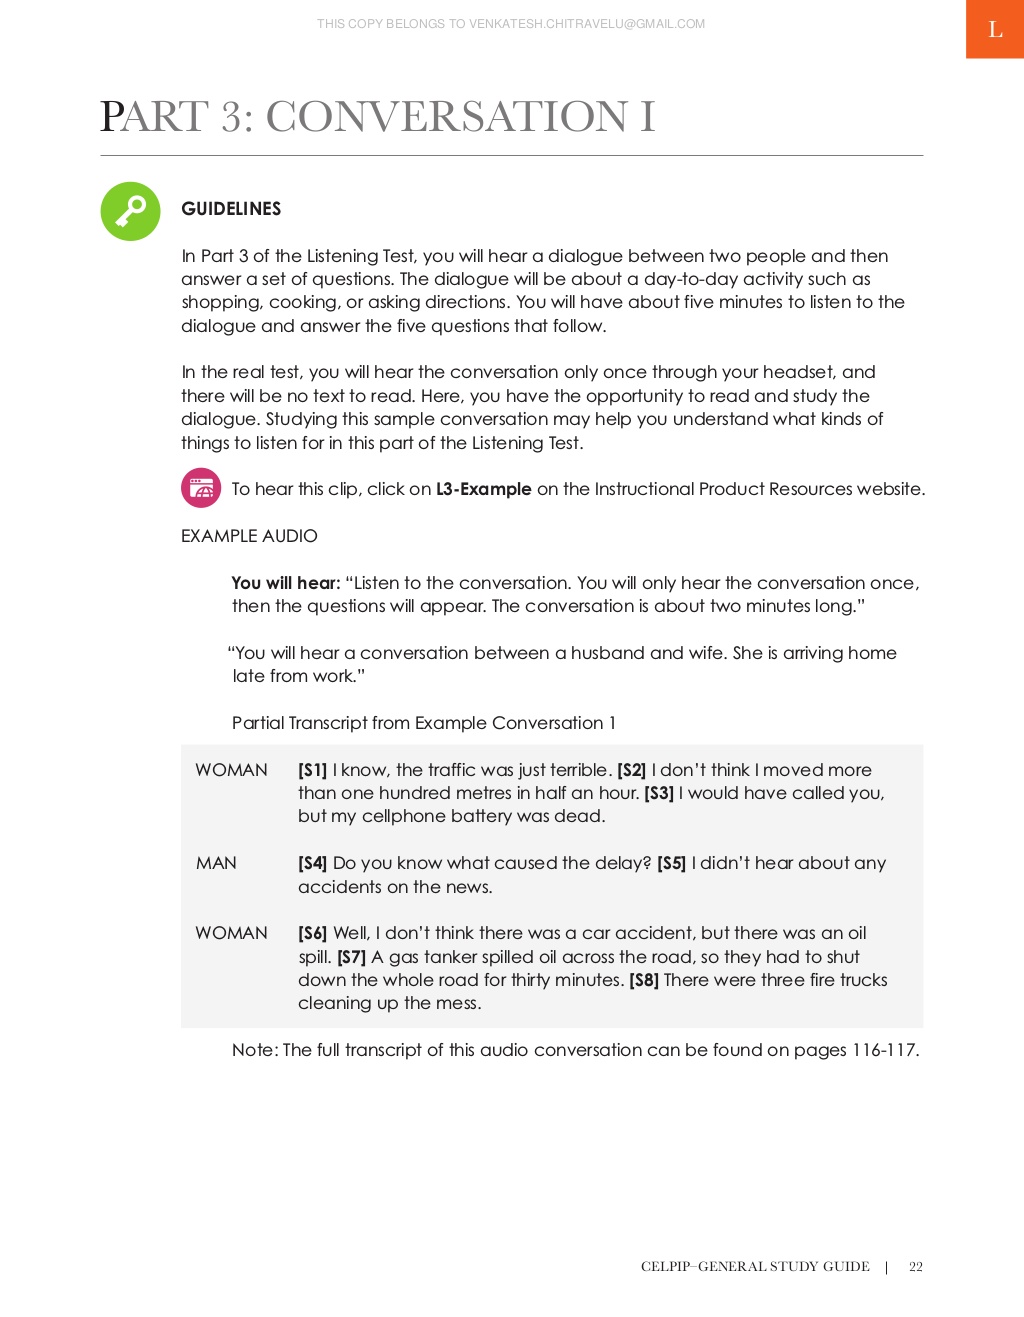 THIS COPY BELONGS TO VENKATESH.CHITRAVELU@GMAIL.COM
L
PART 3: CONVERSATION I
GUIDELINES
In Part 3 of the Listening Test, you will hear a dialogue between two people and then
answer a set of questions. The dialogue will be about a day-to-day activity such as
shopping, cooking, or asking directions. You will have about five minutes to listen to the
dialogue and answer the five questions that follow.
In the real test, you will hear the conversation only once through your headset, and
there will be no text to read. Here, you have the opportunity to read and study the
dialogue. Studying this sample conversation may help you understand what kinds of
things to listen for in this part of the Listening Test.
To hear this clip, click on L3-Example on the Instructional Product Resources website.
EXAMPLE AUDIO
You will hear: “Listen to the conversation. You will only hear the conversation once,
then the questions will appear. The conversation is about two minutes long.”
“You will hear a conversation between a husband and wife. She is arriving home
late from work.”
Partial Transcript from Example Conversation 1
WOMAN [S1] I know, the traffic was just terrible. [S2] I don’t think I moved more
than one hundred metres in half an hour. [S3] I would have called you,
but my cellphone battery was dead.
MAN [S4] Do you know what caused the delay? [S5] I didn’t hear about any
accidents on the news.
WOMAN [S6] Well, I don’t think there was a car accident, but there was an oil
spill. [S7] A gas tanker spilled oil across the road, so they had to shut
down the whole road for thirty minutes. [S8] There were three fire trucks
cleaning up the mess.
Note: The full transcript of this audio conversation can be found on pages 116-117.
CELPIP–GENERAL STUDY GUIDE | 22